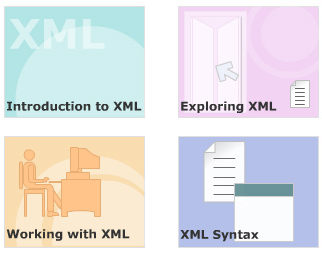 XML
Introduction to XML
Exploring XML
Working with XML
XML Syntax